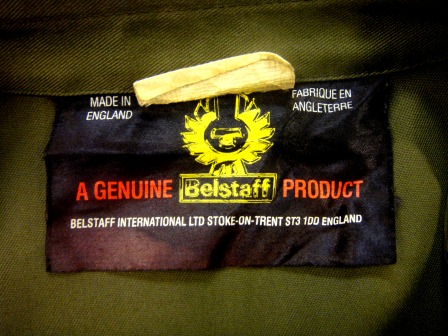 MADE IN
ENGLAND
FABRIQUE EN
ANGLETERRE
A GENUINE Belstaff PRODUCT
BELSTAFF INTERNATIONAL LTD STOKE-ON-TRENT ST3 1DD ENGLAND